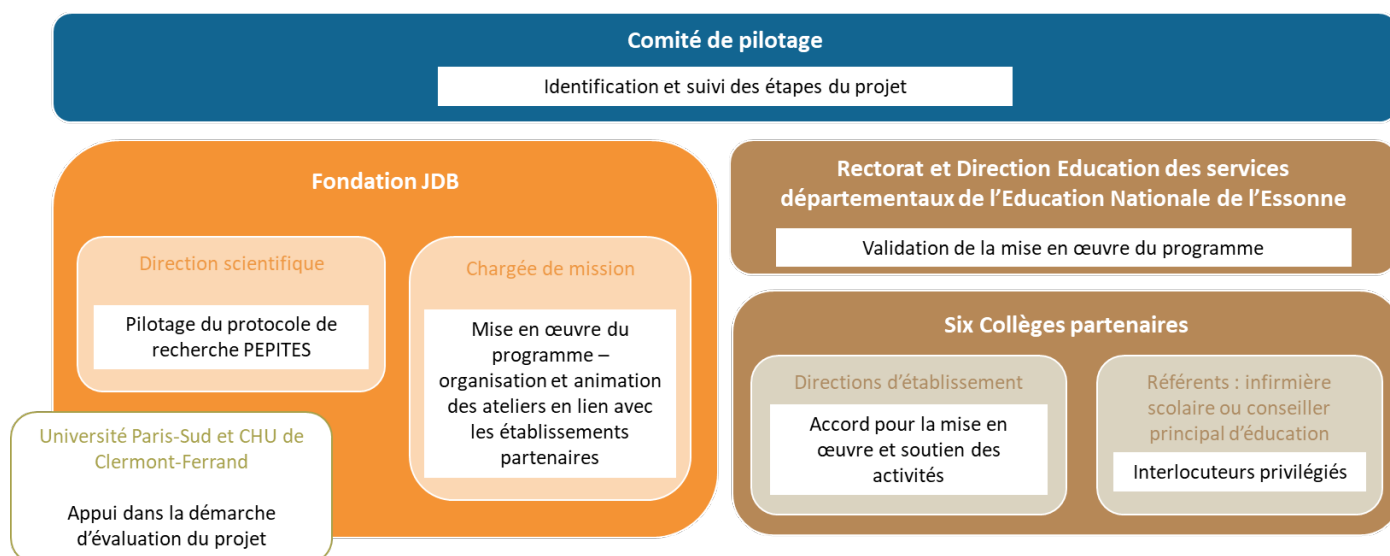 Comité de pilotage
Identification et suivi des étapes du projet
Fondation JDB
Direction scientifique
Pilotage du protocole de
recherche PEPITES
Chargée de mission
Mise en œuvre du
programme –
organisation et animation
des ateliers en lien avec
les établissements
partenaires
Université Paris-Sud et CHU de
Clermont-Ferrand
Appui dans la démarche
d’évaluation du projet
Rectorat et Direction Education des services
départementaux de l’Education Nationale de l’Essonne
Validation de la mise en œuvre du programme
Six Collèges partenaires
Directions d’établissement
Accord pour la mise en
œuvre et soutien des
activités
Référents : infirmière
scolaire ou conseiller
principal d’éducation
Interlocuteurs privilégiés